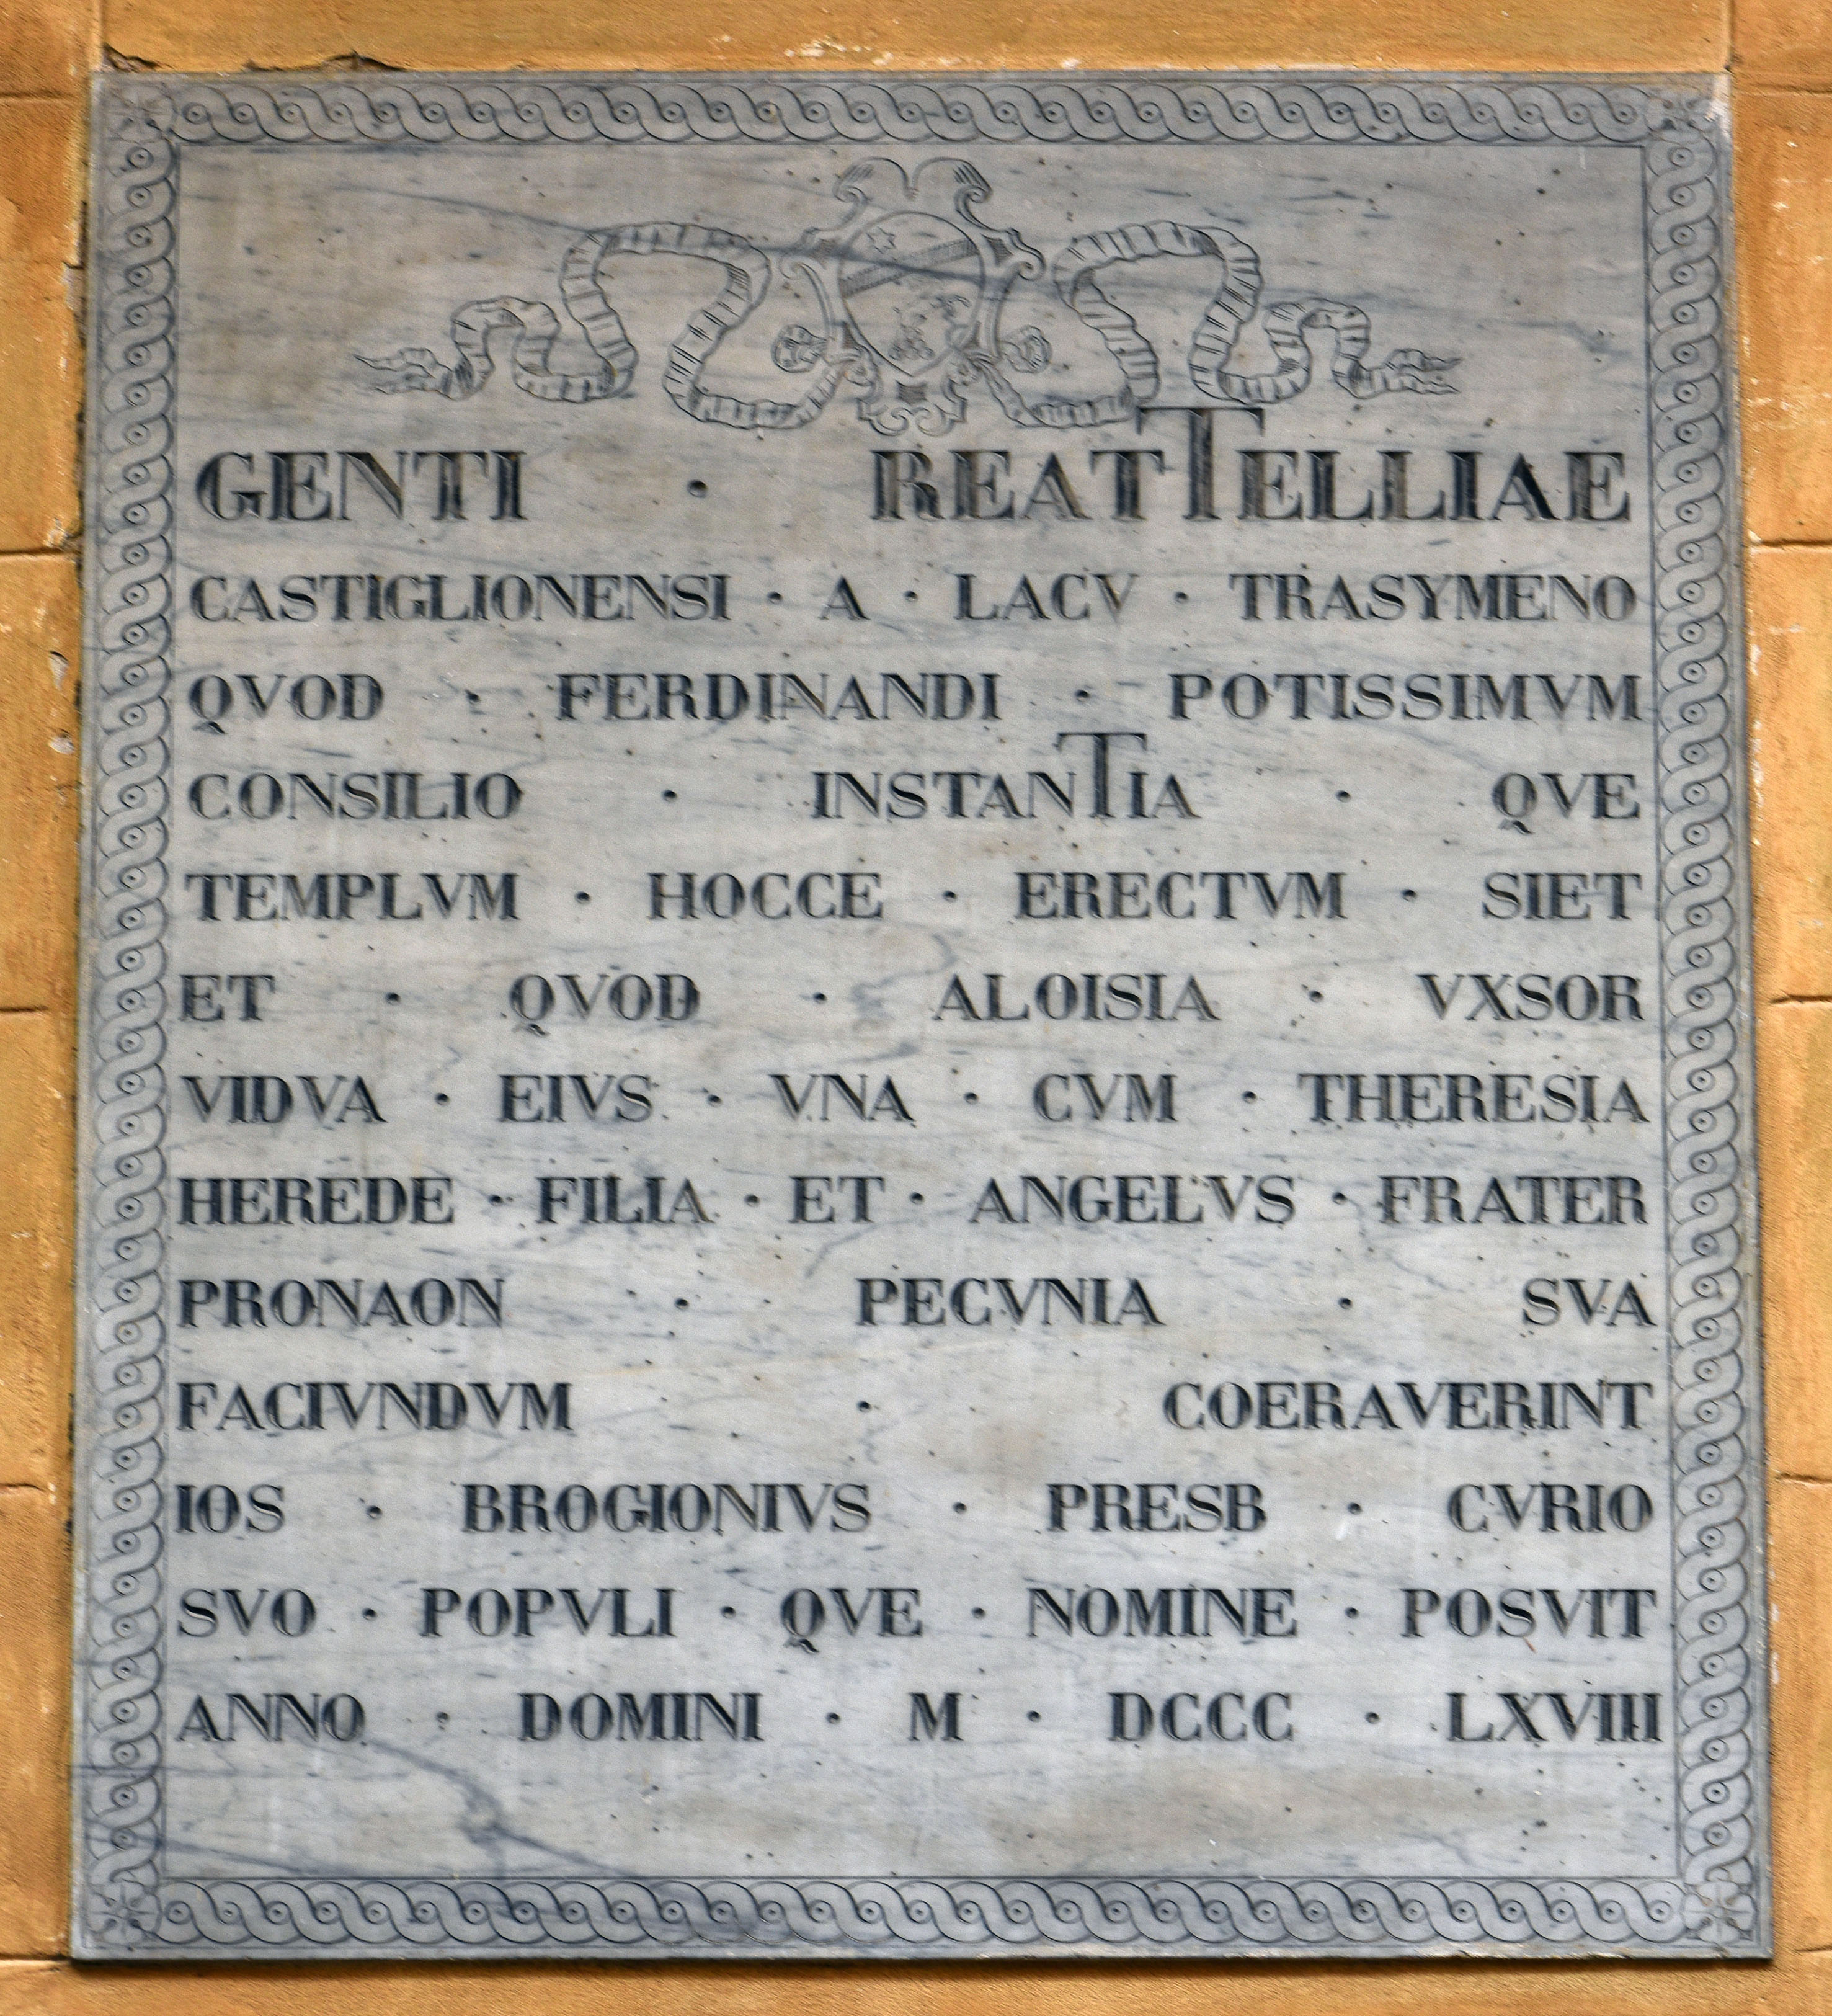 GENTI · REATTELLIAE
CASTIGLIONENSI · A · LACV · TRASYMENO
QVOD · FERDINANDI · POTISSIMVM
CONSILIO · INSTANTIA · QVE
TEMPLVM · HOCCE · ERECTVM · SIET
ET · QVOD · ALOISIA · VXSOR
VIDVA · EIVS · VNA · CVM · THERESIA
HEREDE · FILIA · ET · ANGELVS · FRATER
PRONAON · PECVNIA · SVA
FACIVNDVM · COERAVERINT
IOS · BROGIONIVS · PRESB · CVRIO
SVO · POPVLI · QVE · NOMINE · POSVIT
ANNO · DOMINI · M · DCCC · LXVIII